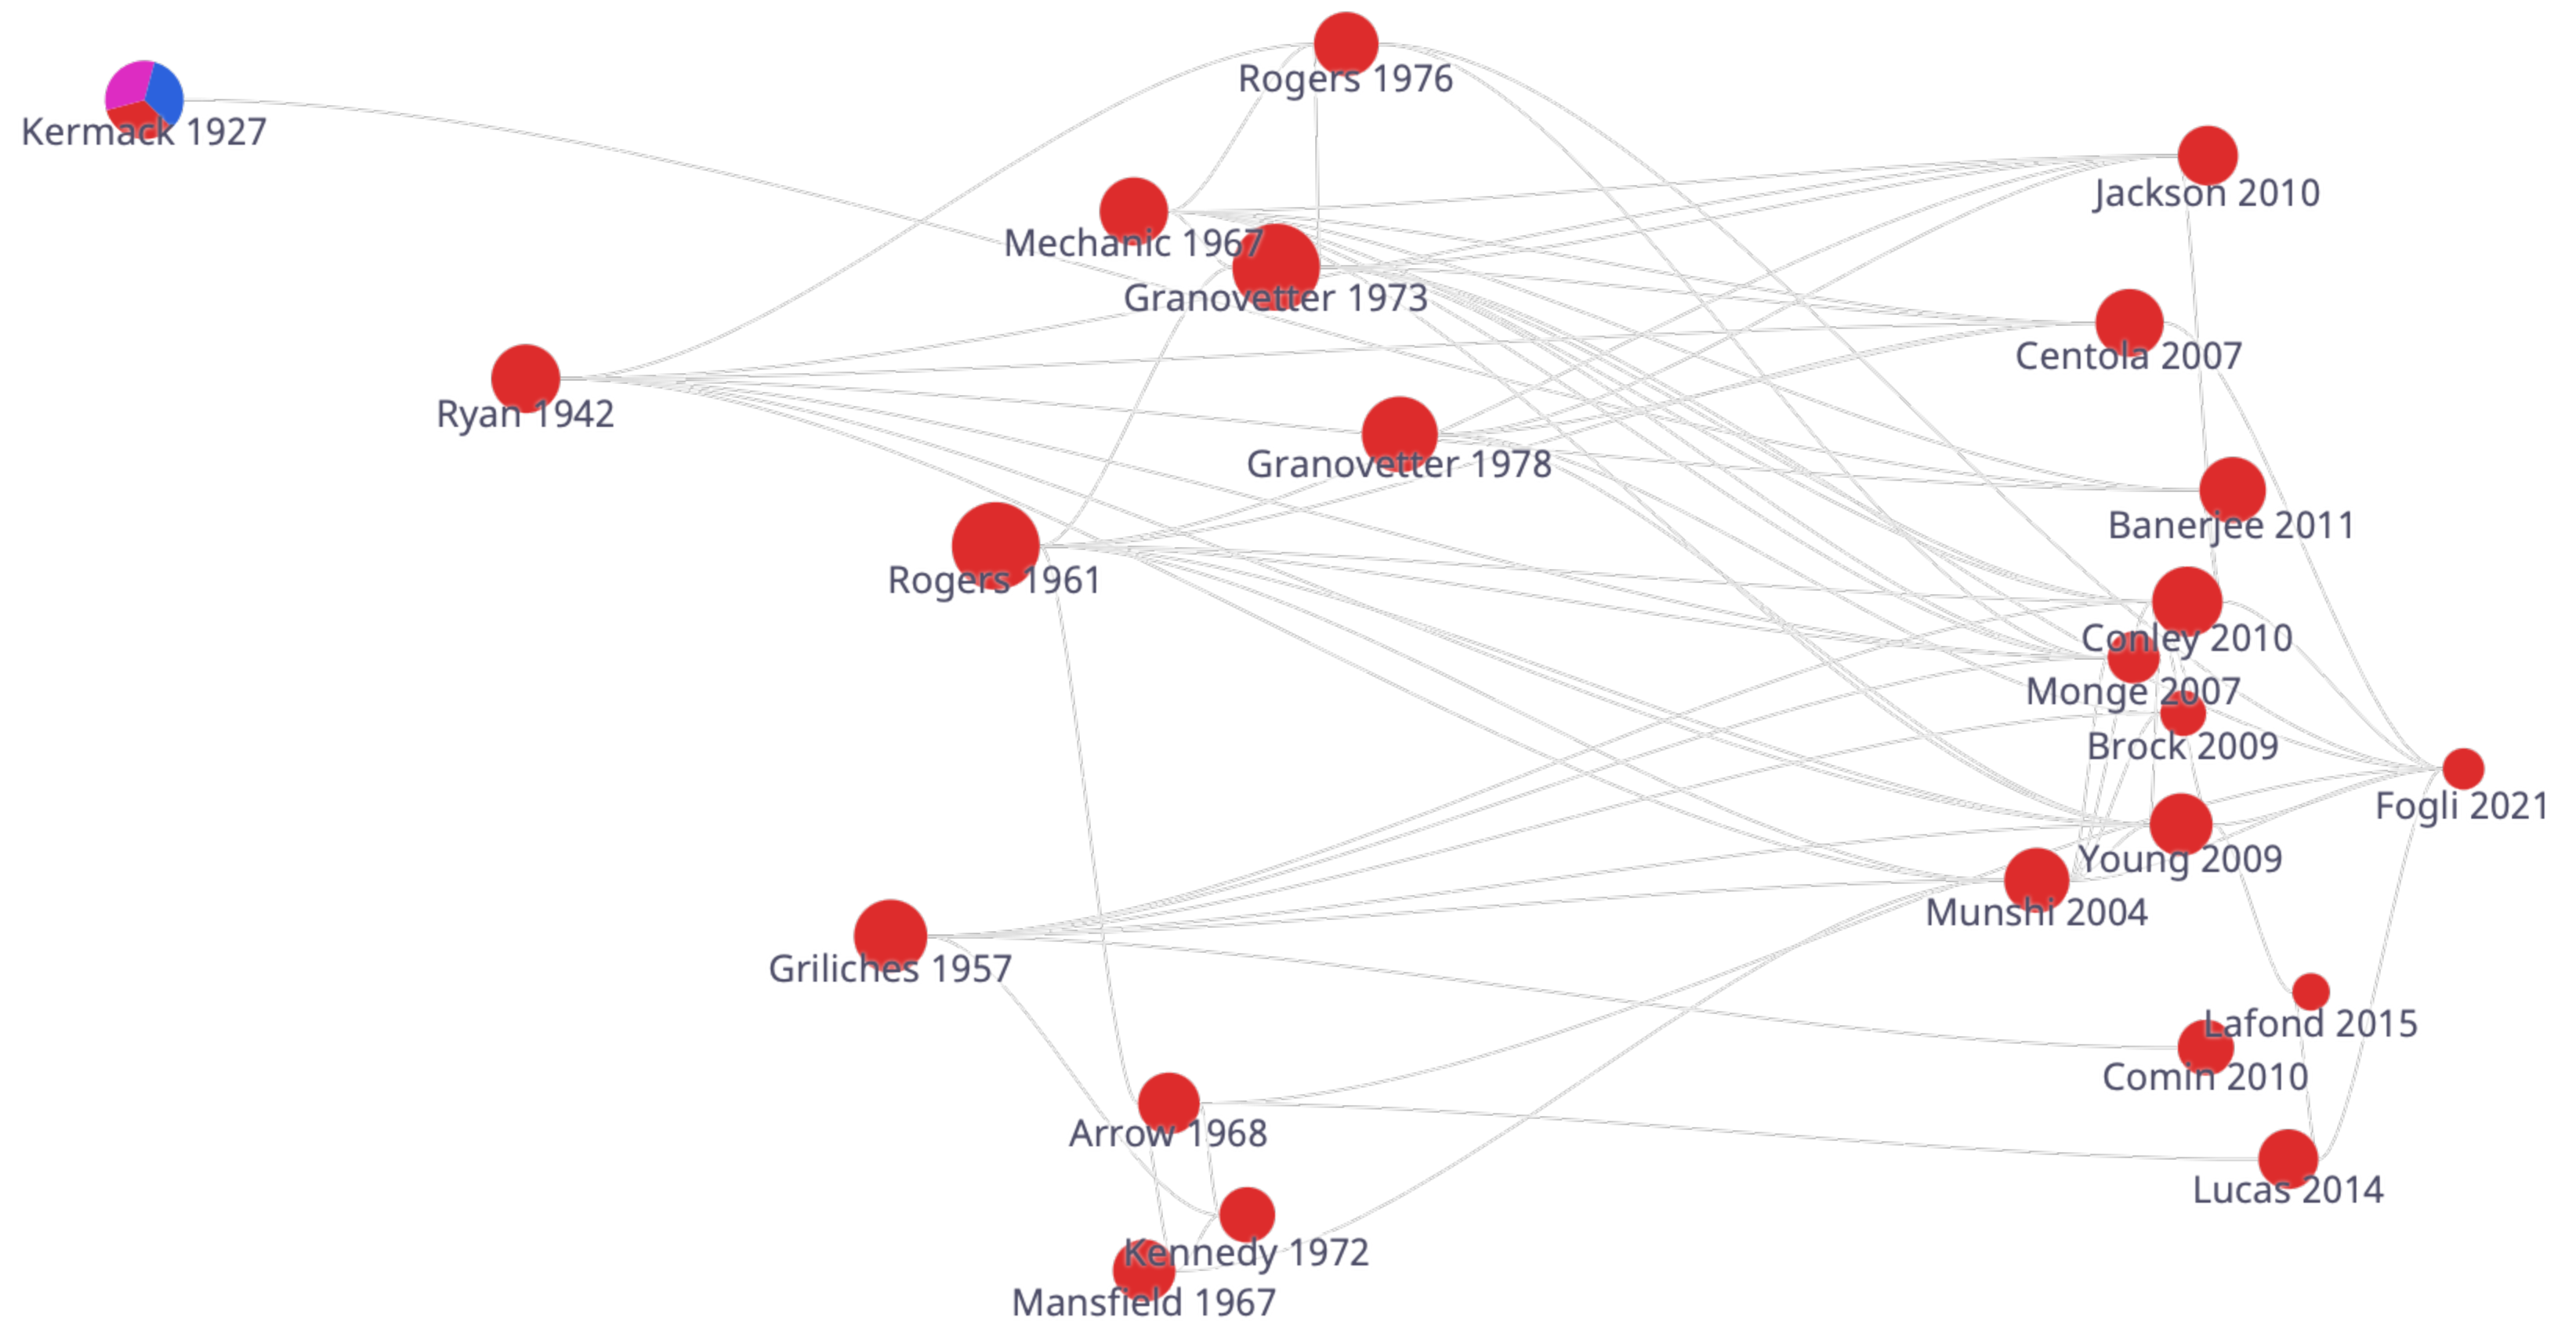 Rogers 1976
Kermack 1927
Jackson 2010
Mechanic 1967
Granovetter 1973
Centola 2007
Ryan 1942
Granovetter 1978
Banerjee 2011
Rogers 1961
Conley 2010
Monge 2007
Brock 2009
Fogli 2021
Young 2009
Munshi 2004
Griliches 1957
Lafond 2015
Comin 2010
Arrow 1968
Lucas 2014
Kennedy 1972
Mansfield 1967